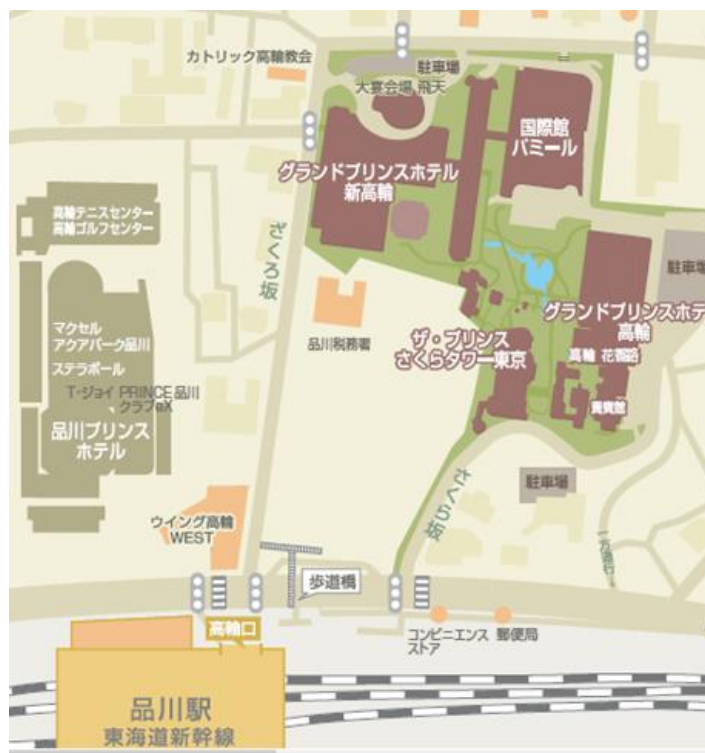 カトリック高輪教会
駐車場
大宴会場 飛天
国際館
パミール
グランドプリンスホテル
新高輪
高輪テニスセンター
高輪ゴルフセンター
ざくろ坂
駐車場
マクセル
アクアパーク品川
ステラボール
T・ジョイ PRINCE 品川
クラブeX
品川プリンス
ホテル
品川税務署
グランドプリンスホテ
高輪
ザ・プリンス
さくらタワー東京
高輪 花香路
貴賓館
さくら坂
駐車場
一方通行
ウイング高輪
WEST
歩道橋
高輪口
コンビニエンス
ストア
郵便局
品川駅
東海道新幹線